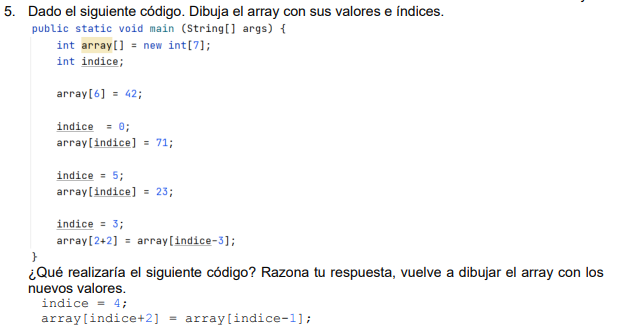 5. Dado el siguiente código. Dibuja el array con sus valores e índices.
public static void main (String[] args) {
int array[] = new int[7];
int indice;
array[6] = 42;
indice = 0;
array[indice] = 71;
indice = 5;
array[indice] = 23;
indice = 3;
array[2+2] = array[indice-3];
}
¿Qué realizaría el siguiente código? Razona tu respuesta, vuelve a dibujar el array con los
nuevos valores.
indice = 4;
array[indice+2] = array[indice-1];